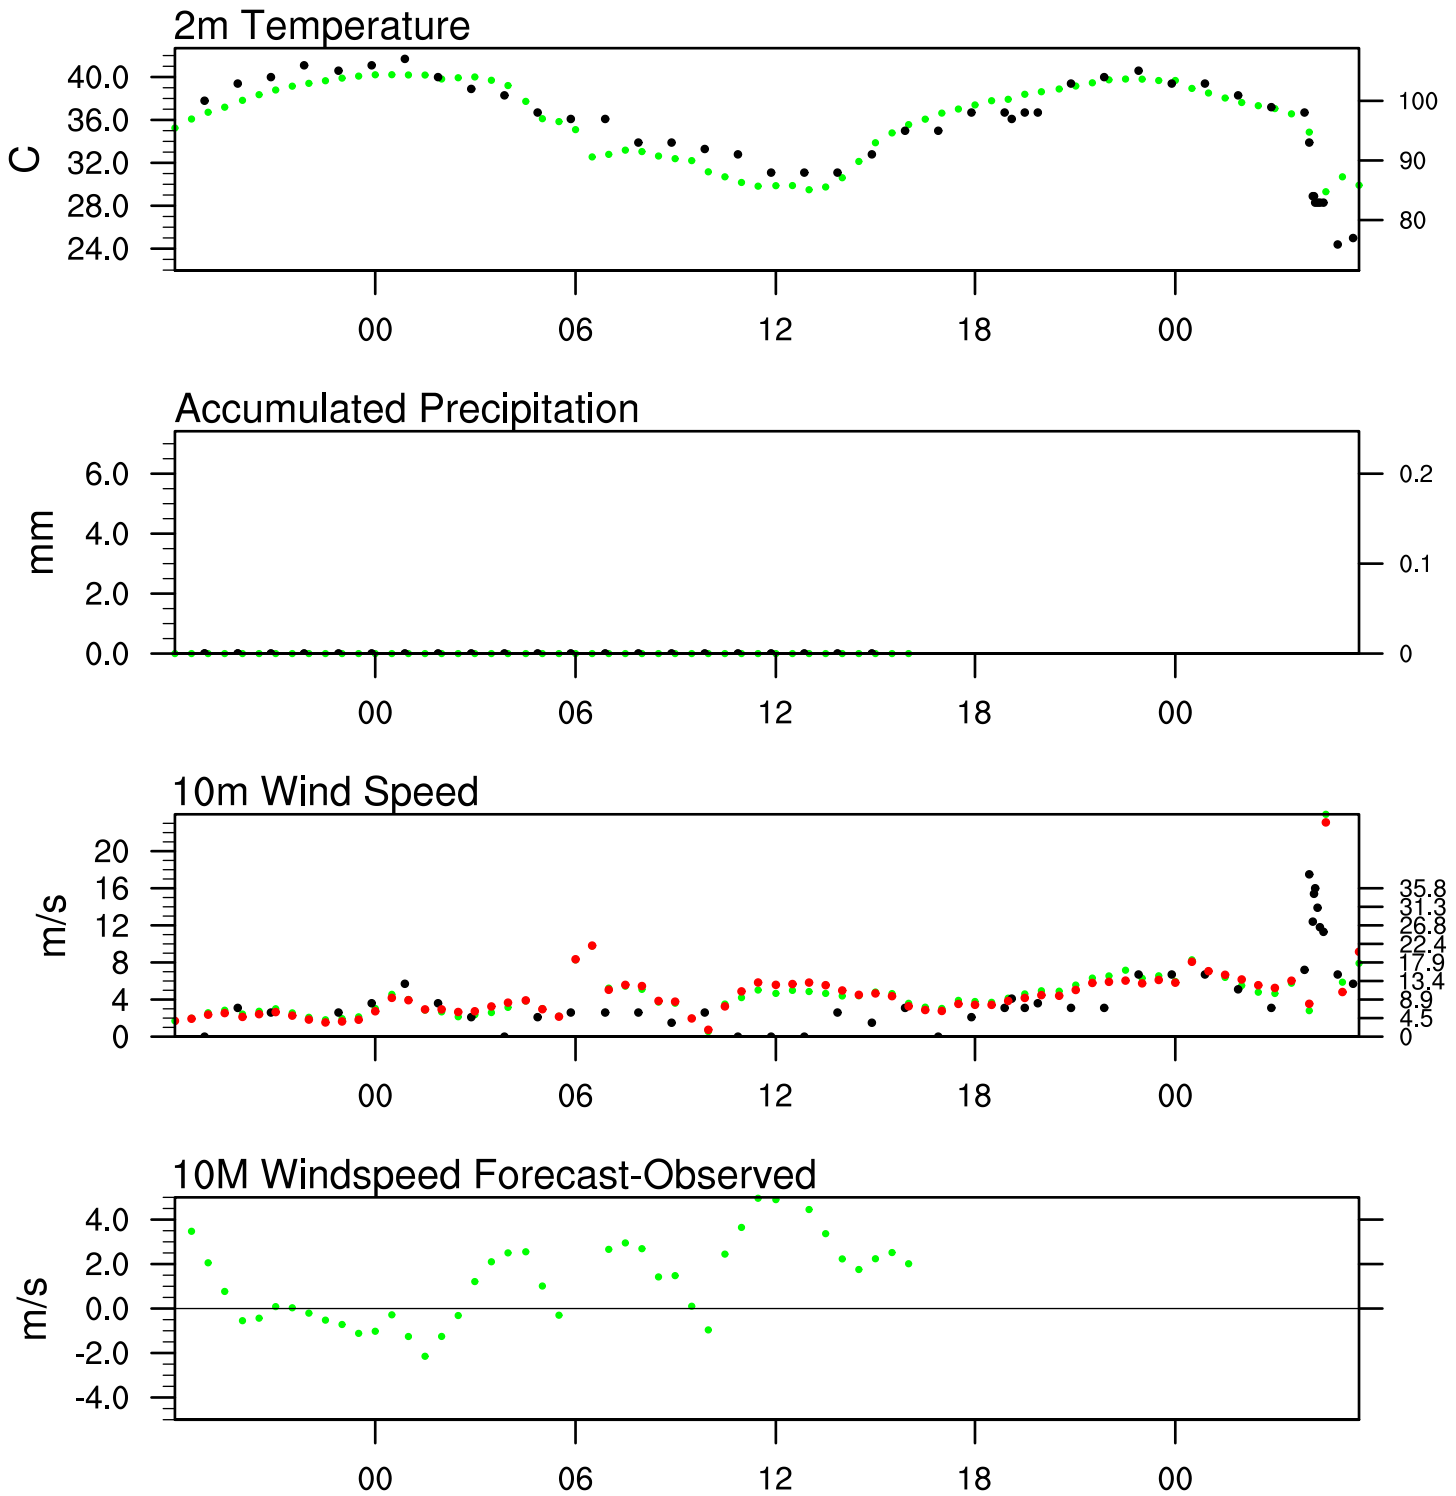 2m Temperature
40.0
36.0
32.0
28.0
24.0
C
100
90
80
00 06 12 18 00
Accumulated Precipitation
6.0
4.0
2.0
0.0
mm
0.2
0.1
0
00 06 12 18 00
10m Wind Speed
20
16
12
8
4
0
m/s
35.8
31.3
26.8
22.4
17.9
13.4
8.9
4.5
0
00 06 12 18 00
10M Windspeed Forecast-Observed
4.0
2.0
0.0
-2.0
-4.0
m/s
00 06 12 18 00